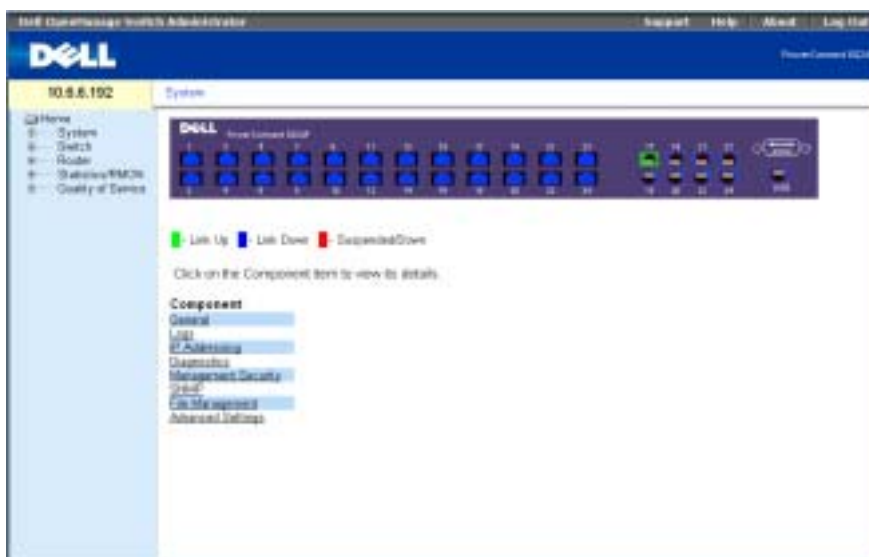 Dell OpenManage Switch Administrator
Support Help About Log Out
DELL
10.6.6.192
System
Home
System
Switch
Router
Statistics/RMON
Quality of Service
DELL
Link Up
Link Down
Suspended/Down
Click on the Component item to view its details.
Component
General
Logs
IP Addressing
Diagnostics
Management Security
SNMP
File Management
Advanced Settings